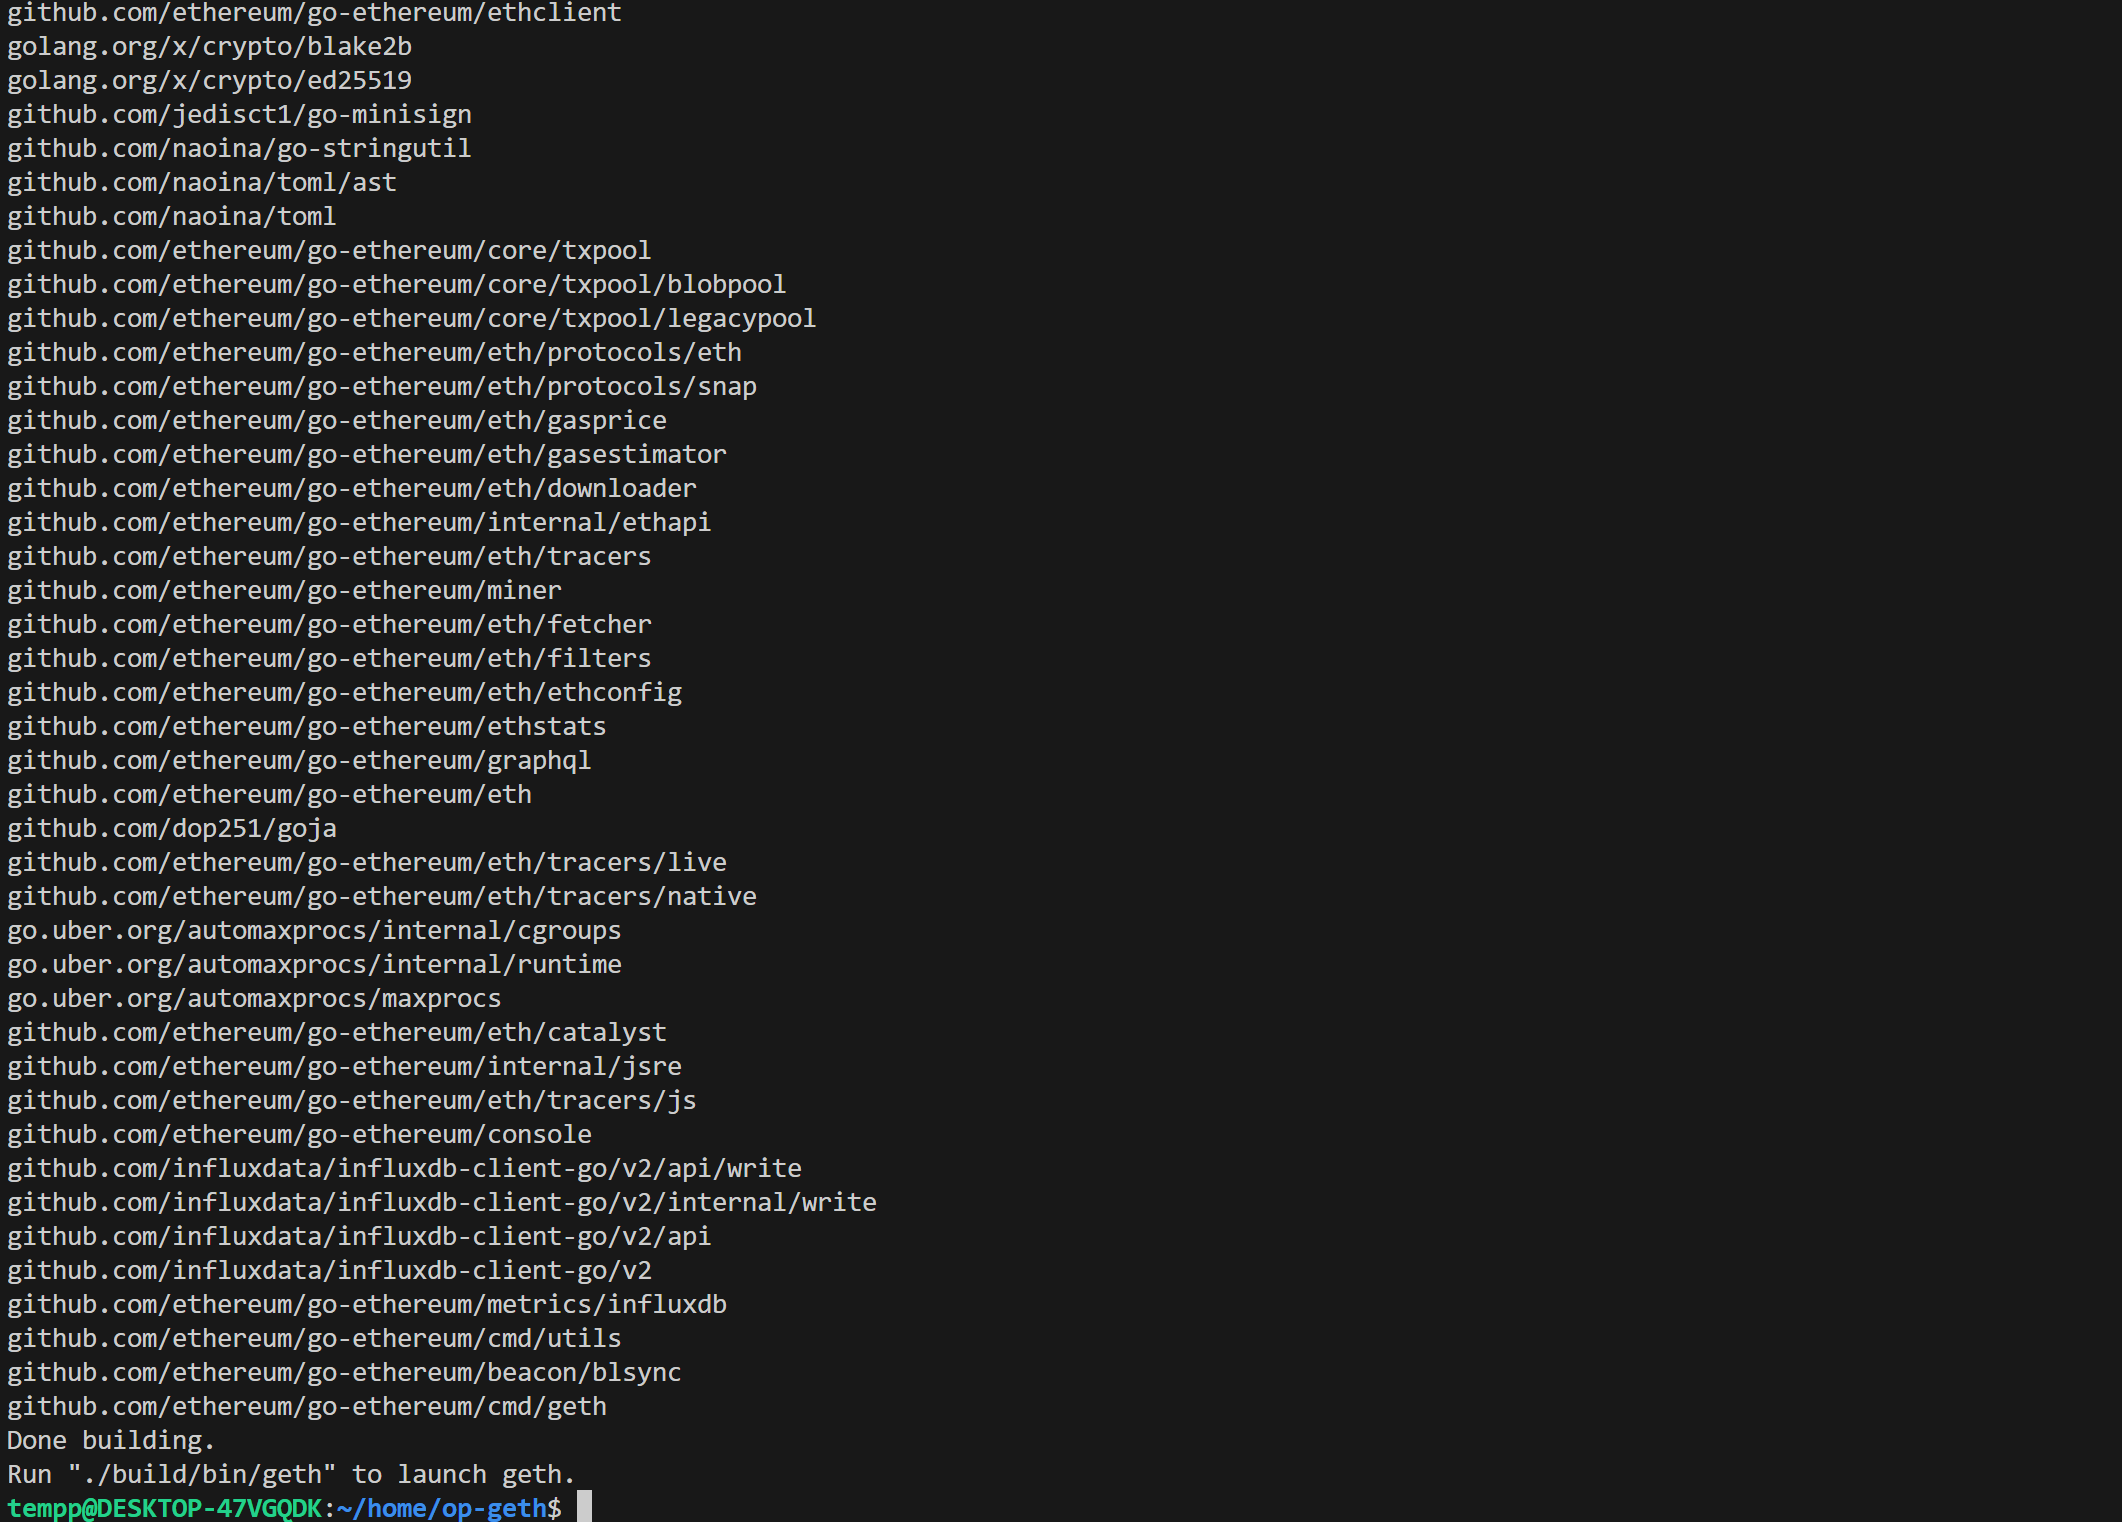 github.com/ethereum/go-ethereum/ethclient
golang.org/x/crypto/blake2b
golang.org/x/crypto/ed25519
github.com/jedisct1/go-minisign
github.com/naoina/go-stringutil
github.com/naoina/toml/ast
github.com/naoina/toml
github.com/ethereum/go-ethereum/core/txpool
github.com/ethereum/go-ethereum/core/txpool/blobpool
github.com/ethereum/go-ethereum/core/txpool/legacypool
github.com/ethereum/go-ethereum/eth/protocols/eth
github.com/ethereum/go-ethereum/eth/protocols/snap
github.com/ethereum/go-ethereum/eth/gasprice
github.com/ethereum/go-ethereum/eth/gasestimator
github.com/ethereum/go-ethereum/eth/downloader
github.com/ethereum/go-ethereum/internal/ethapi
github.com/ethereum/go-ethereum/eth/tracers
github.com/ethereum/go-ethereum/miner
github.com/ethereum/go-ethereum/eth/fetcher
github.com/ethereum/go-ethereum/eth/filters
github.com/ethereum/go-ethereum/eth/ethconfig
github.com/ethereum/go-ethereum/ethstats
github.com/ethereum/go-ethereum/graphql
github.com/ethereum/go-ethereum/eth
github.com/dop251/goja
github.com/ethereum/go-ethereum/eth/tracers/live
github.com/ethereum/go-ethereum/eth/tracers/native
go.uber.org/automaxprocs/internal/cgroups
go.uber.org/automaxprocs/internal/runtime
go.uber.org/automaxprocs/maxprocs
github.com/ethereum/go-ethereum/eth/catalyst
github.com/ethereum/go-ethereum/internal/jsre
github.com/ethereum/go-ethereum/eth/tracers/js
github.com/ethereum/go-ethereum/console
github.com/influxdata/influxdb-client-go/v2/api/write
github.com/influxdata/influxdb-client-go/v2/internal/write
github.com/influxdata/influxdb-client-go/v2/api
github.com/influxdata/influxdb-client-go/v2
github.com/ethereum/go-ethereum/metrics/influxdb
github.com/ethereum/go-ethereum/cmd/utils
github.com/ethereum/go-ethereum/beacon/blsync
github.com/ethereum/go-ethereum/cmd/geth
Done building.
Run "./build/bin/geth" to launch geth.
tempp@DESKTOP-47VGQDK:~/home/op-geth$